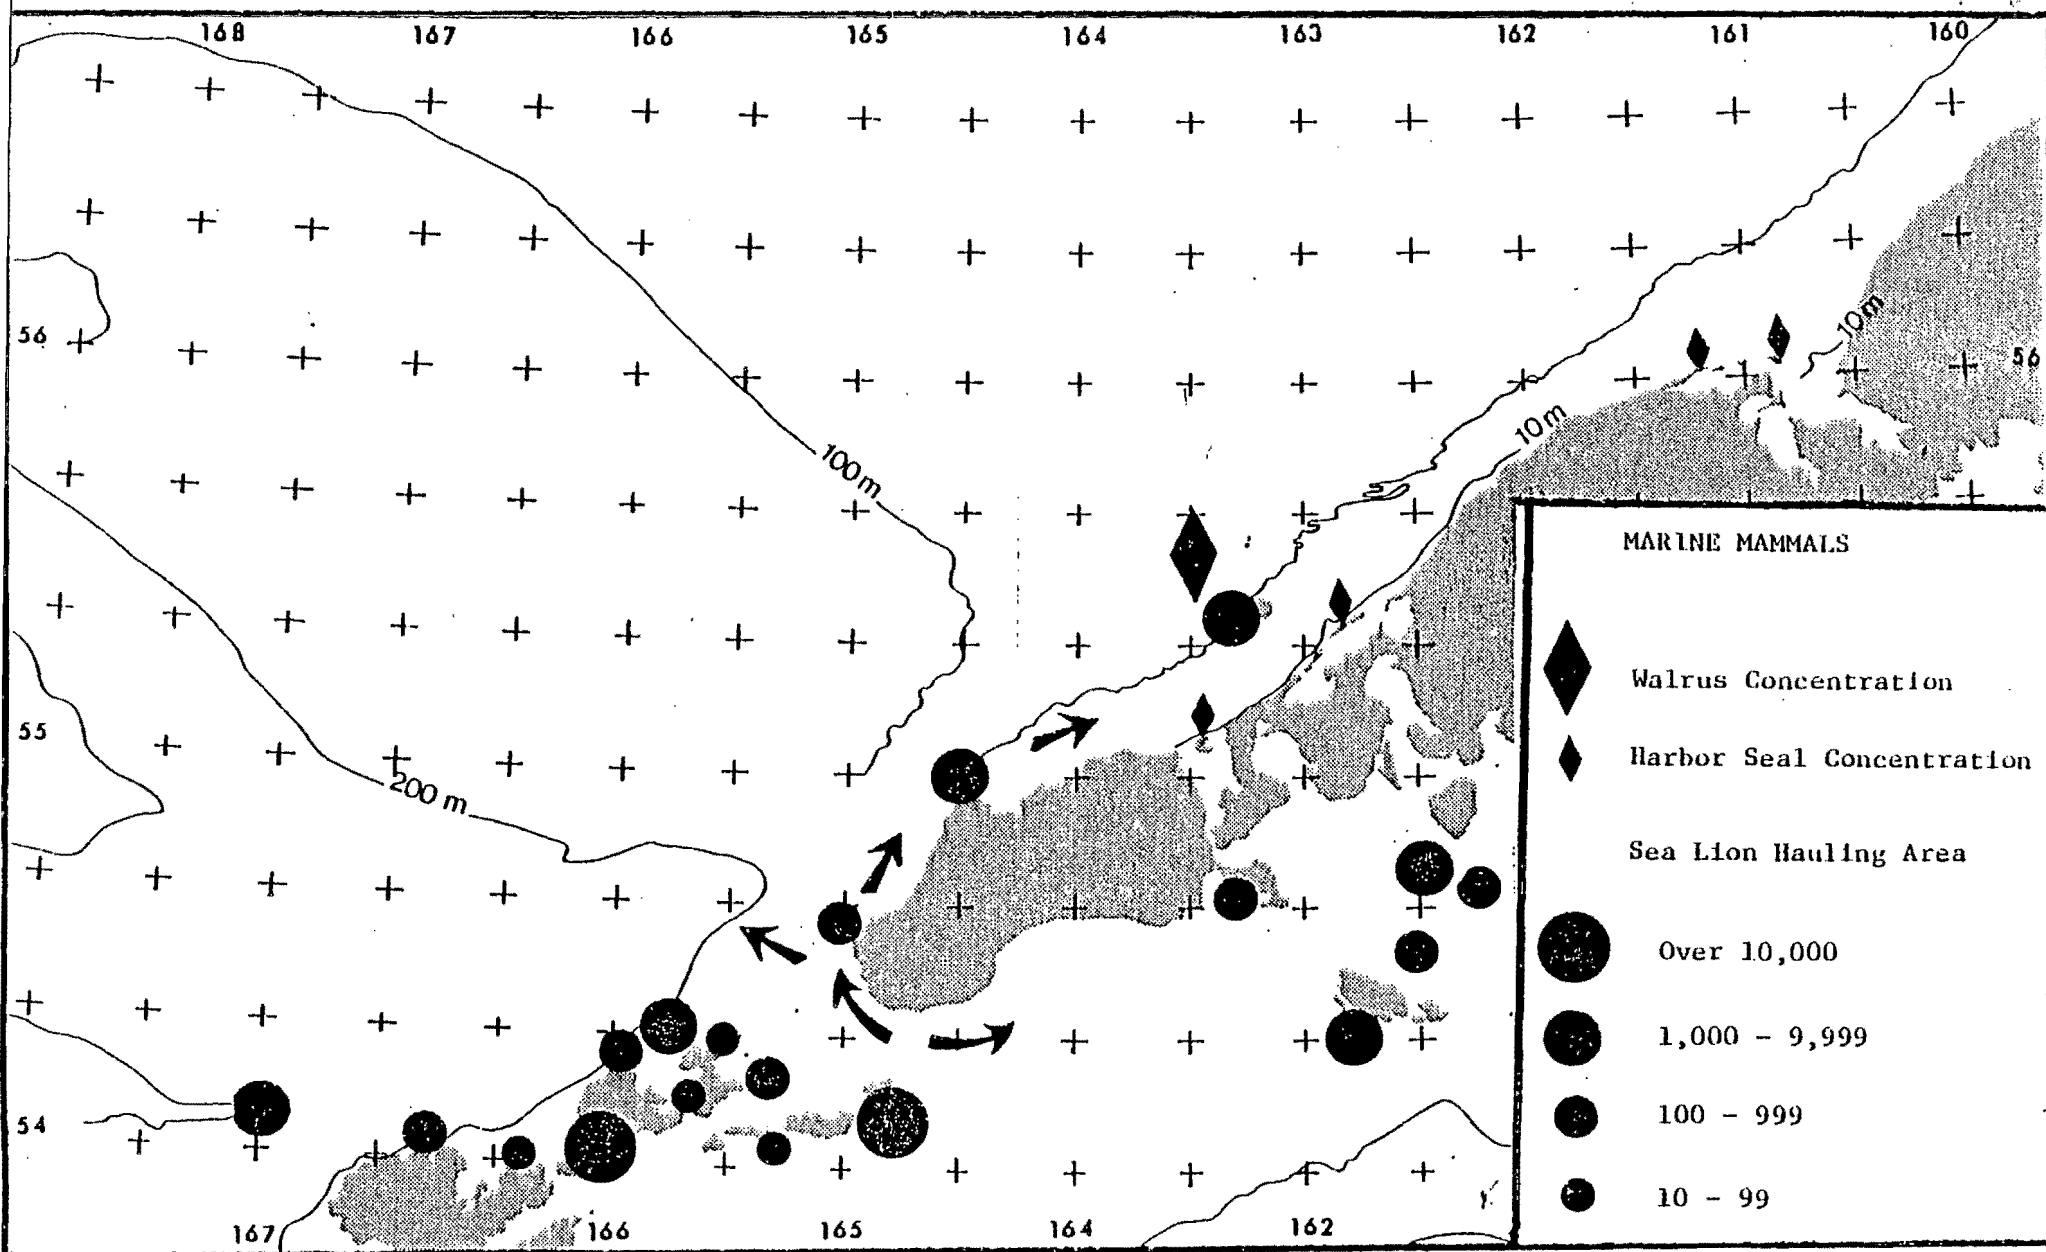 168 167 166 165 164 163 162 161 160
10m
56
56
10m
100m
MARINE MAMMALS
Walrus Concentration
55
Harbor Seal Concentration
200 m
Sea Lion Hauling Area
Over 10,000
1,000 - 9,999
54
100 - 999
10 - 99
167 166 165 164 162